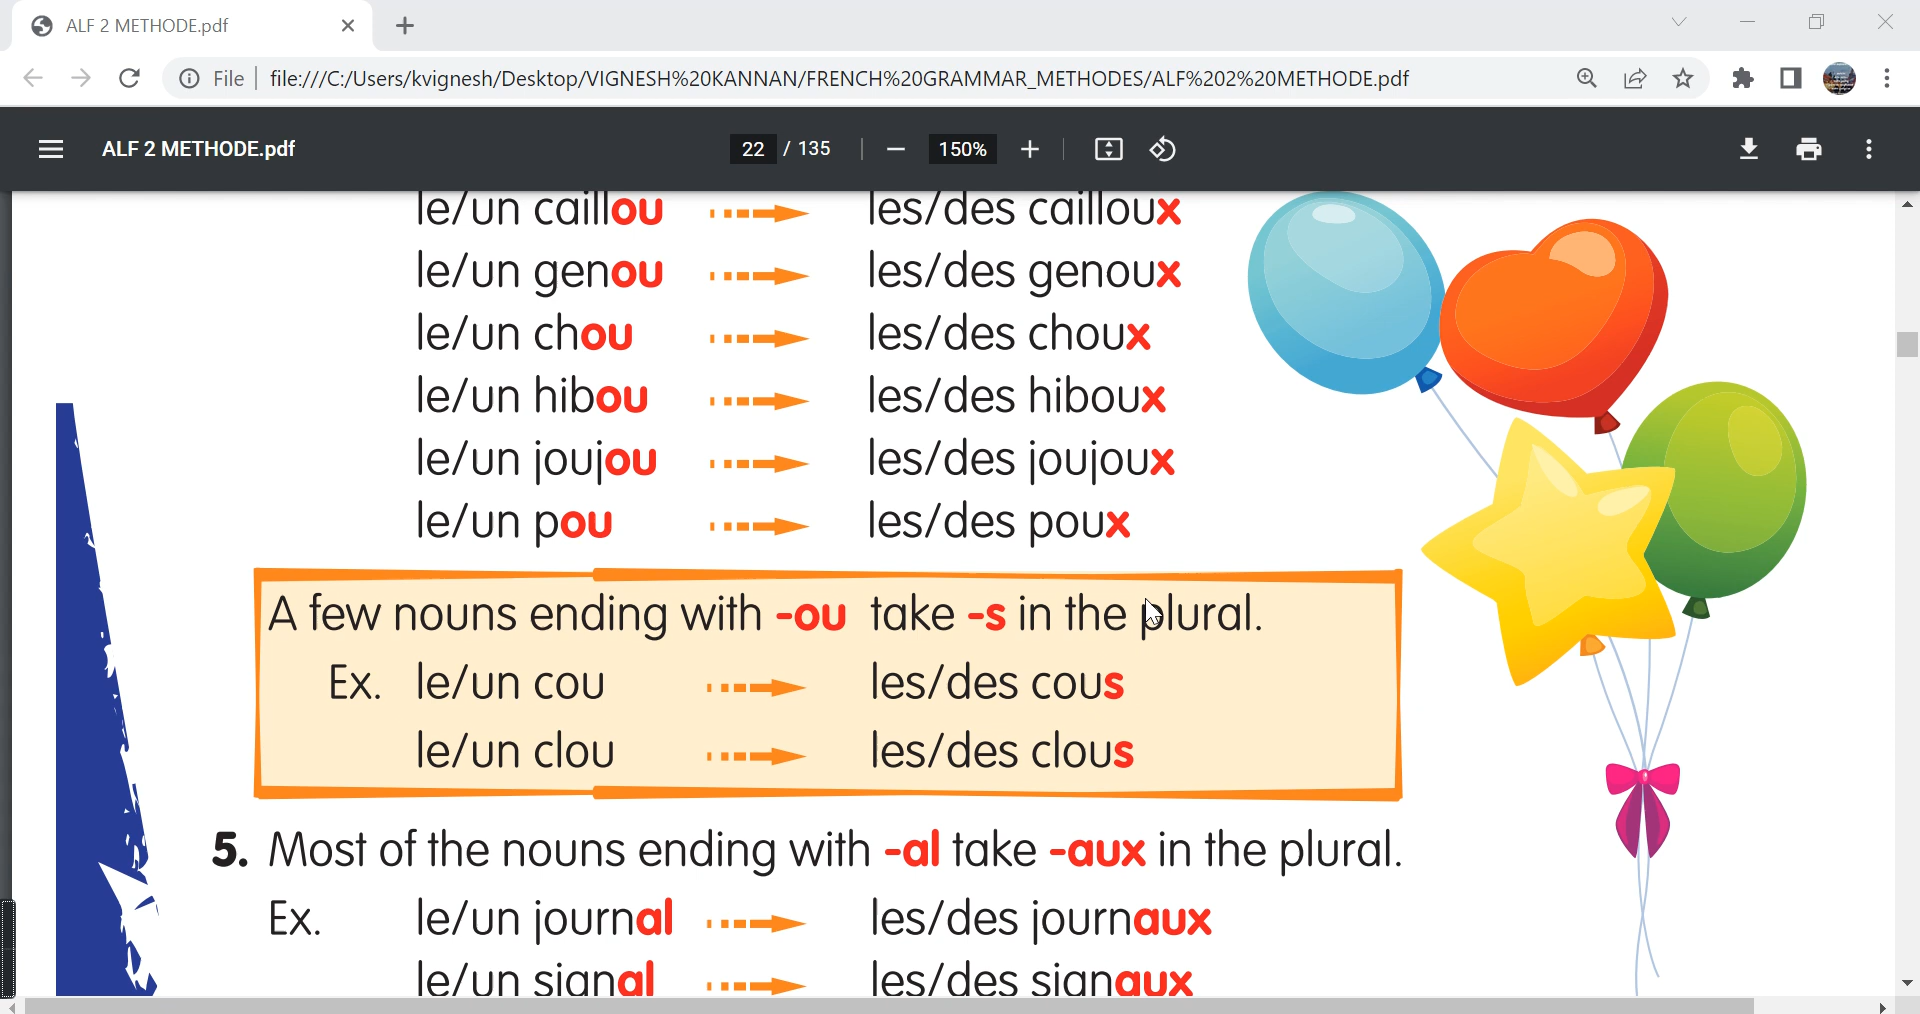 ALF 2 METHODE.pdf
File file:///C:/Users/kvignesh/Desktop/VIGNESH%20KANNAN/FRENCH%20GRAMMAR_METHODES/ALF%202%20METHODE.pdf
ALF 2 METHODE.pdf 22 / 135 150%
le/un caillou les/des cailloux
le/un genou les/des genoux
le/un chou les/des choux
le/un hibou les/des hiboux
le/un joujou les/des joujoux
le/un pou les/des poux
A few nouns ending with -ou take -s in the plural.
Ex. le/un cou les/des cous
le/un clou les/des clous
5. Most of the nouns ending with -al take -aux in the plural.
Ex. le/un journal les/des journaux
le/un signal les/des signaux